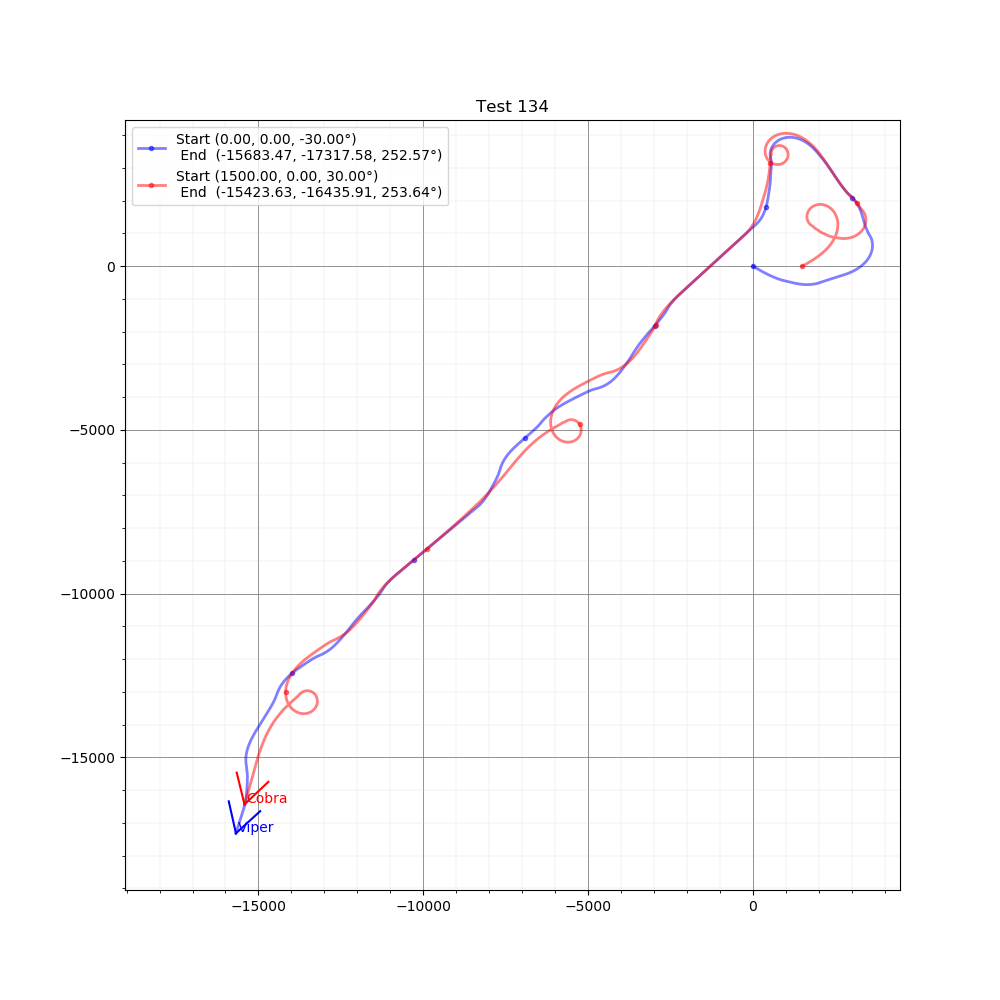 Test 134
Start (0.00, 0.00, -30.00°)
End (-15683.47, -17317.58, 252.57°)
Start (1500.00, 0.00, 30.00°)
End (-15423.63, -16435.91, 253.64°)
0
−5000
−10000
−15000
Cobra
Viper
−15000
−10000
−5000
0